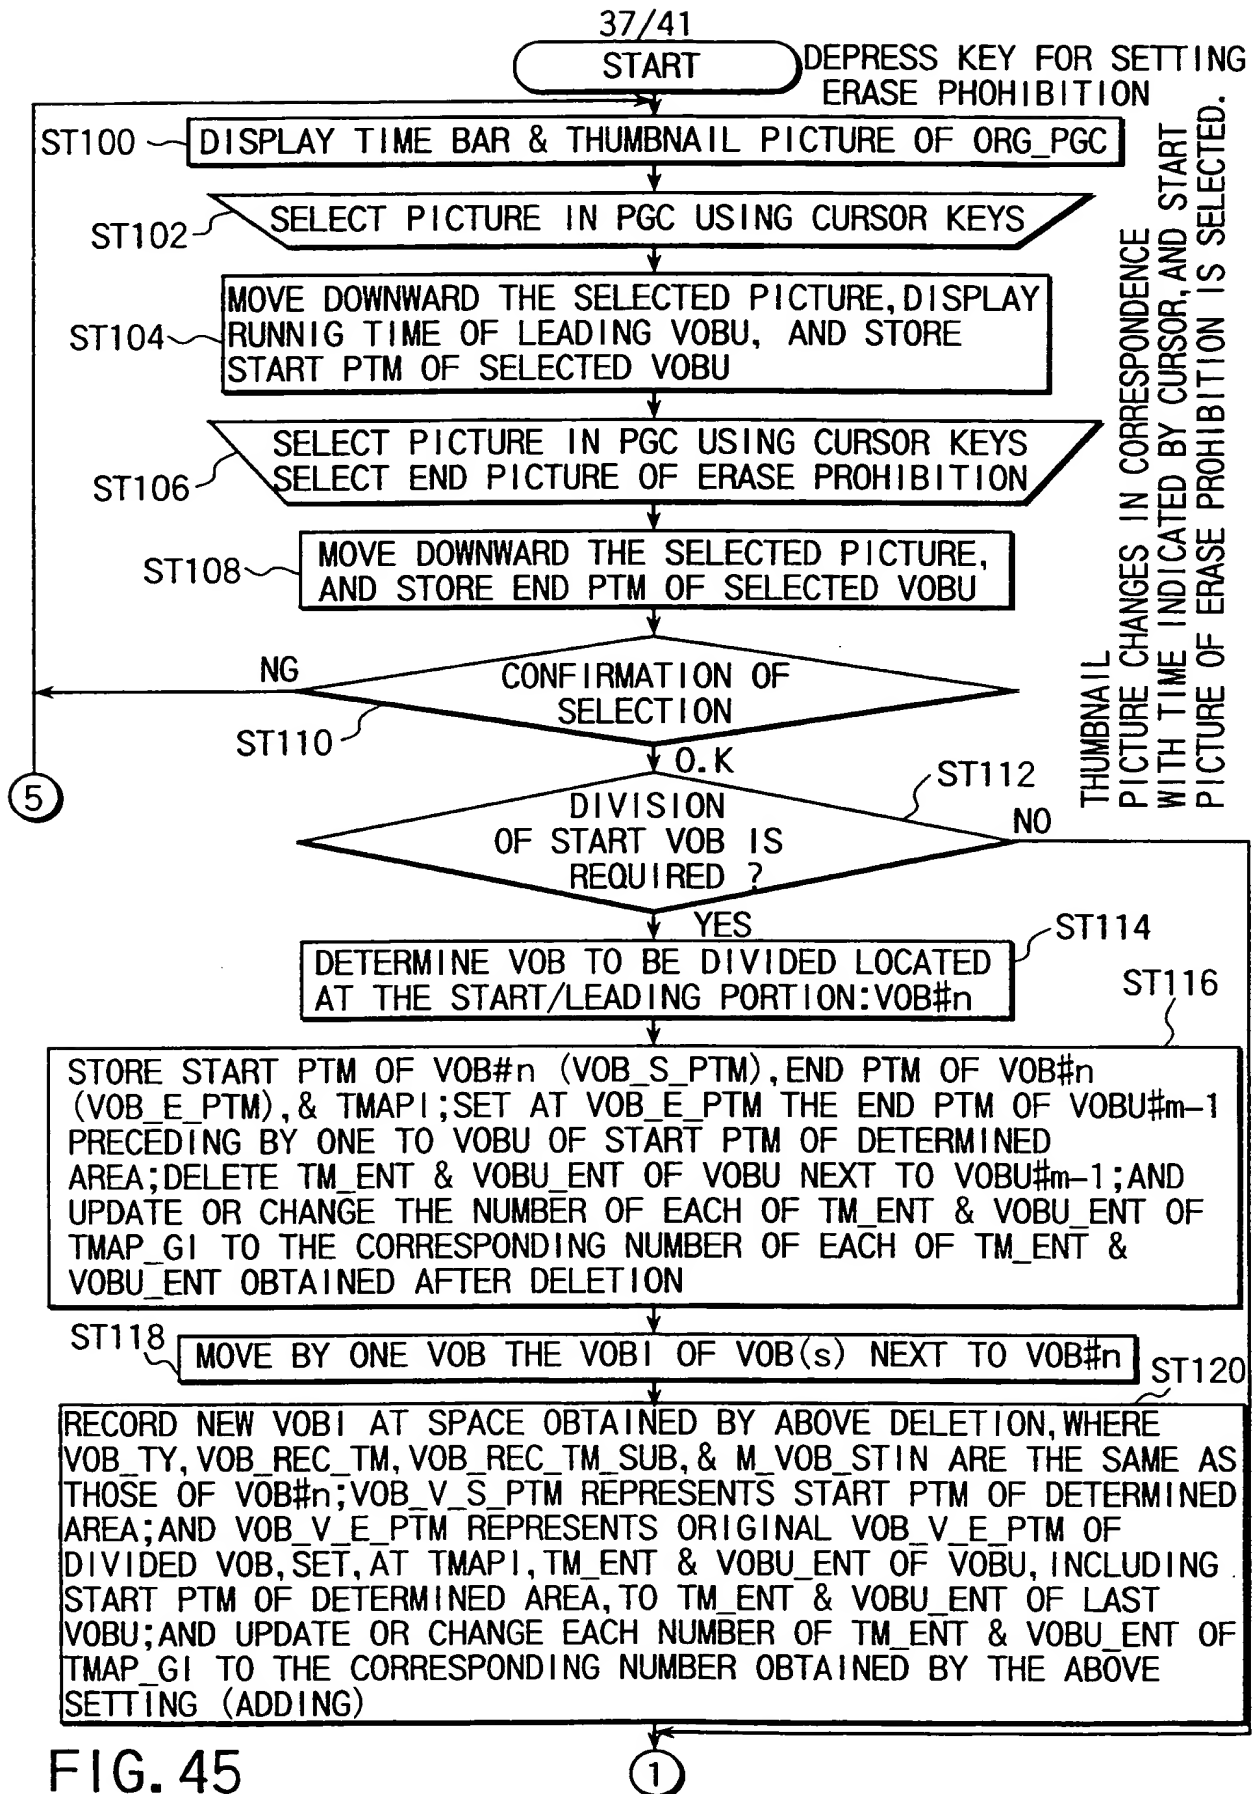 37/41
START
DEPRESS KEY FOR SETTING
ERASE PHOHIBITION
ST100
DISPLAY TIME BAR & THUMBNAIL PICTURE OF ORG_PGC
ST102
SELECT PICTURE IN PGC USING CURSOR KEYS
ST104
MOVE DOWNWARD THE SELECTED PICTURE, DISPLAY
RUNNIG TIME OF LEADING VOBU, AND STORE
START PTM OF SELECTED VOBU
ST106
SELECT PICTURE IN PGC USING CURSOR KEYS
SELECT END PICTURE OF ERASE PROHIBITION
ST108
MOVE DOWNWARD THE SELECTED PICTURE,
AND STORE END PTM OF SELECTED VOBU
THUMBNAIL
PICTURE CHANGES IN CORRESPONDENCE
WITH TIME INDICATED BY CURSOR, AND START
PICTURE OF ERASE PROHIBITION IS SELECTED.
NG
CONFIRMATION OF
SELECTION
ST110
O.K
5
ST112
DIVISION
OF START VOB IS
REQUIRED ?
NO
YES
ST114
DETERMINE VOB TO BE DIVIDED LOCATED
AT THE START/LEADING PORTION:VOB#n
ST116
STORE START PTM OF VOB#n (VOB_S_PTM), END PTM OF VOB#n
(VOB_E_PTM), & TMAPI; SET AT VOB_E_PTM THE END PTM OF VOBU#m-1
PRECEDING BY ONE TO VOBU OF START PTM OF DETERMINED
AREA; DELETE TM_ENT & VOBU_ENT OF VOBU NEXT TO VOBU#m-1; AND
UPDATE OR CHANGE THE NUMBER OF EACH OF TM_ENT & VOBU_ENT OF
TMAP_GI TO THE CORRESPONDING NUMBER OF EACH OF TM_ENT &
VOBU_ENT OBTAINED AFTER DELETION
ST118
MOVE BY ONE VOB THE VOBI OF VOB(s) NEXT TO VOB#n
ST120
RECORD NEW VOBI AT SPACE OBTAINED BY ABOVE DELETION, WHERE
VOB_TY, VOB_REC_TM, VOB_REC_TM_SUB, & M_VOB_STIN ARE THE SAME AS
THOSE OF VOB#n; VOB_V_S_PTM REPRESENTS START PTM OF DETERMINED
AREA; AND VOB_V_E_PTM REPRESENTS ORIGINAL VOB_V_E_PTM OF
DIVIDED VOB, SET, AT TMAPI, TM_ENT & VOBU_ENT OF VOBU, INCLUDING
START PTM OF DETERMINED AREA, TO TM_ENT & VOBU_ENT OF LAST
VOBU; AND UPDATE OR CHANGE EACH NUMBER OF TM_ENT & VOBU_ENT OF
TMAP_GI TO THE CORRESPONDING NUMBER OBTAINED BY THE ABOVE
SETTING (ADDING)
1
FIG. 45